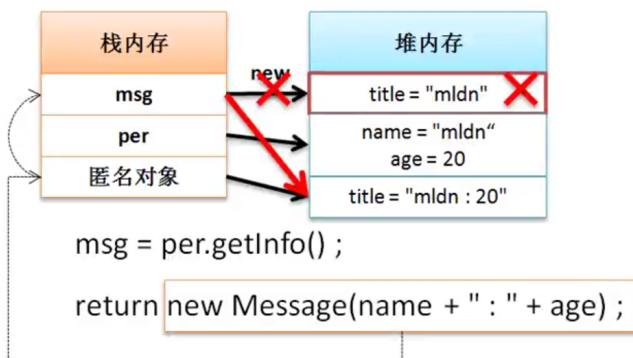 栈内存
堆内存
new
msg
title = "mldn"
per
name = "mldn“
age = 20
匿名对象
title = "mldn : 20"
msg = per.getInfo() ;
return new Message(name + " : " + age) ;